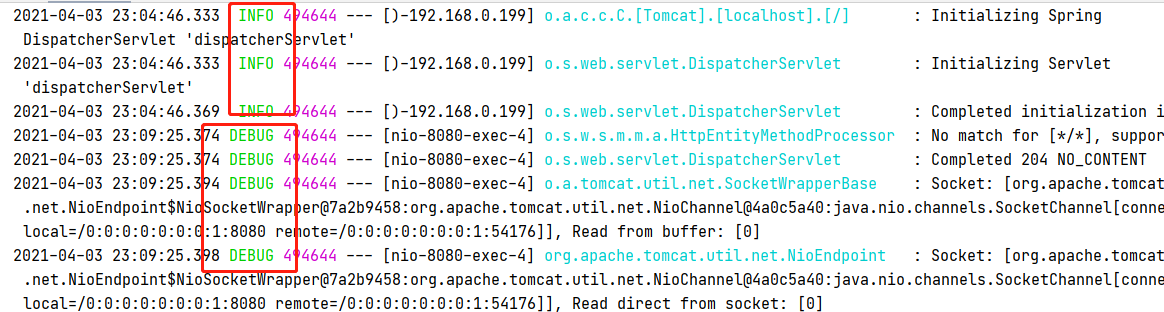 2021-04-03 23:04:46.333  INFO 494644 --- [)-192.168.0.199] o.a.c.c.C.[Tomcat].[localhost].[/]       : Initializing Spring
DispatcherServlet 'dispatcherServlet'
2021-04-03 23:04:46.333  INFO 494644 --- [)-192.168.0.199] o.s.web.servlet.DispatcherServlet        : Initializing Servlet
'dispatcherServlet'
2021-04-03 23:04:46.369  INFO 494644 --- [)-192.168.0.199] o.s.web.servlet.DispatcherServlet        : Completed initialization i
2021-04-03 23:09:25.374 DEBUG 494644 --- [nio-8080-exec-4] o.s.w.s.m.m.a.HttpEntityMethodProcessor  : No match for [*/*], suppor
2021-04-03 23:09:25.374 DEBUG 494644 --- [nio-8080-exec-4] o.s.web.servlet.DispatcherServlet        : Completed 204 NO_CONTENT
2021-04-03 23:09:25.394 DEBUG 494644 --- [nio-8080-exec-4] o.a.tomcat.util.net.SocketWrapperBase    : Socket: [org.apache.tomcat
.net.NioEndpoint$NioSocketWrapper@7a2b9458:org.apache.tomcat.util.net.NioChannel@4a0c5a40:java.nio.channels.SocketChannel[conne
local=/0:0:0:0:0:0:0:1:8080 remote=/0:0:0:0:0:0:0:1:54176]], Read from buffer: [0]
2021-04-03 23:09:25.398 DEBUG 494644 --- [nio-8080-exec-4] org.apache.tomcat.util.net.NioEndpoint   : Socket: [org.apache.tomcat
.net.NioEndpoint$NioSocketWrapper@7a2b9458:org.apache.tomcat.util.net.NioChannel@4a0c5a40:java.nio.channels.SocketChannel[conne
local=/0:0:0:0:0:0:0:1:8080 remote=/0:0:0:0:0:0:0:1:54176]], Read direct from socket: [0]